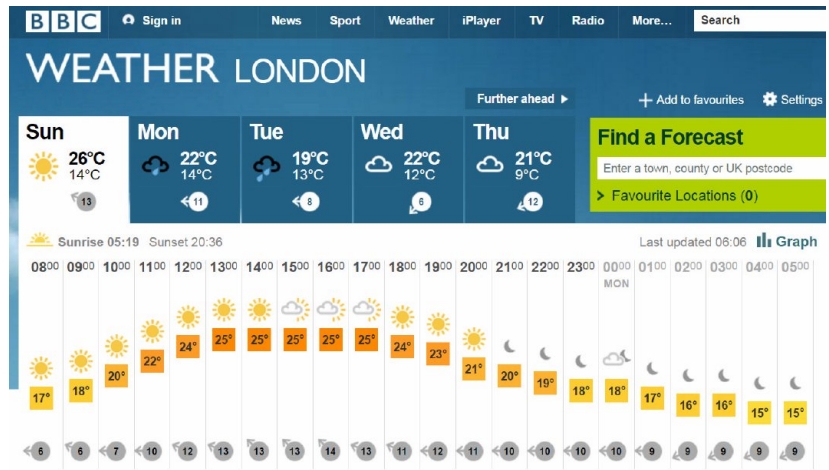 BBC Sign in News Sport Weather iPlayer TV Radio More... Search
WEATHER LONDON
Further ahead
Add to favourites Settings
Sun Mon Tue Wed Thu
26°C 22°C 19°C 22°C 21°C
14°C 14°C 13°C 12°C 9°C
13 11 8 6 12
Find a Forecast
Enter a town, county or UK postcode
Favourite Locations (0)
Sunrise 05:19 Sunset 20:36 Last updated 06:06 Graph
0800 0900 1000 1100 1200 1300 1400 1500 1600 1700 1800 1900 2000 2100 2200 2300 0000 0100 0200 0300 0400 0500
MON
17° 18° 20° 22° 24° 25° 25° 25° 25° 25° 24° 23° 21° 20° 19° 18° 18° 17° 16° 16° 15° 15°
6 6 7 10 12 13 13 13 14 13 11 12 11 10 10 10 10 9 9 9 9 9